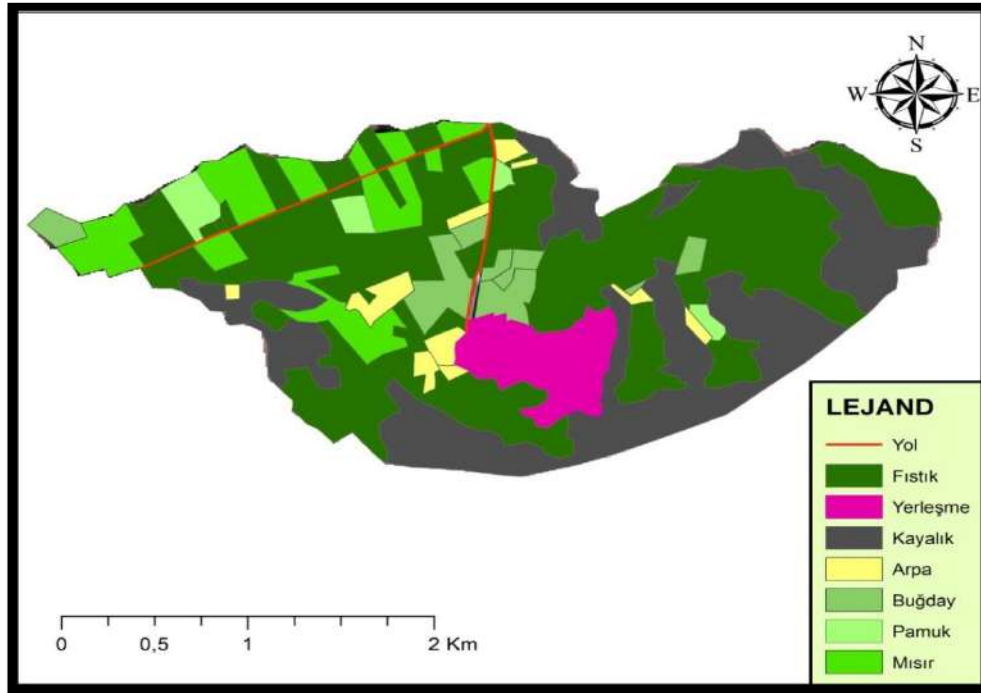 N
W E
S
LEJAND
Yol
Fıstık
Yerleşme
Kayalık
Arpa
Buğday
Pamuk
Mısır
0 0,5 1 2 Km